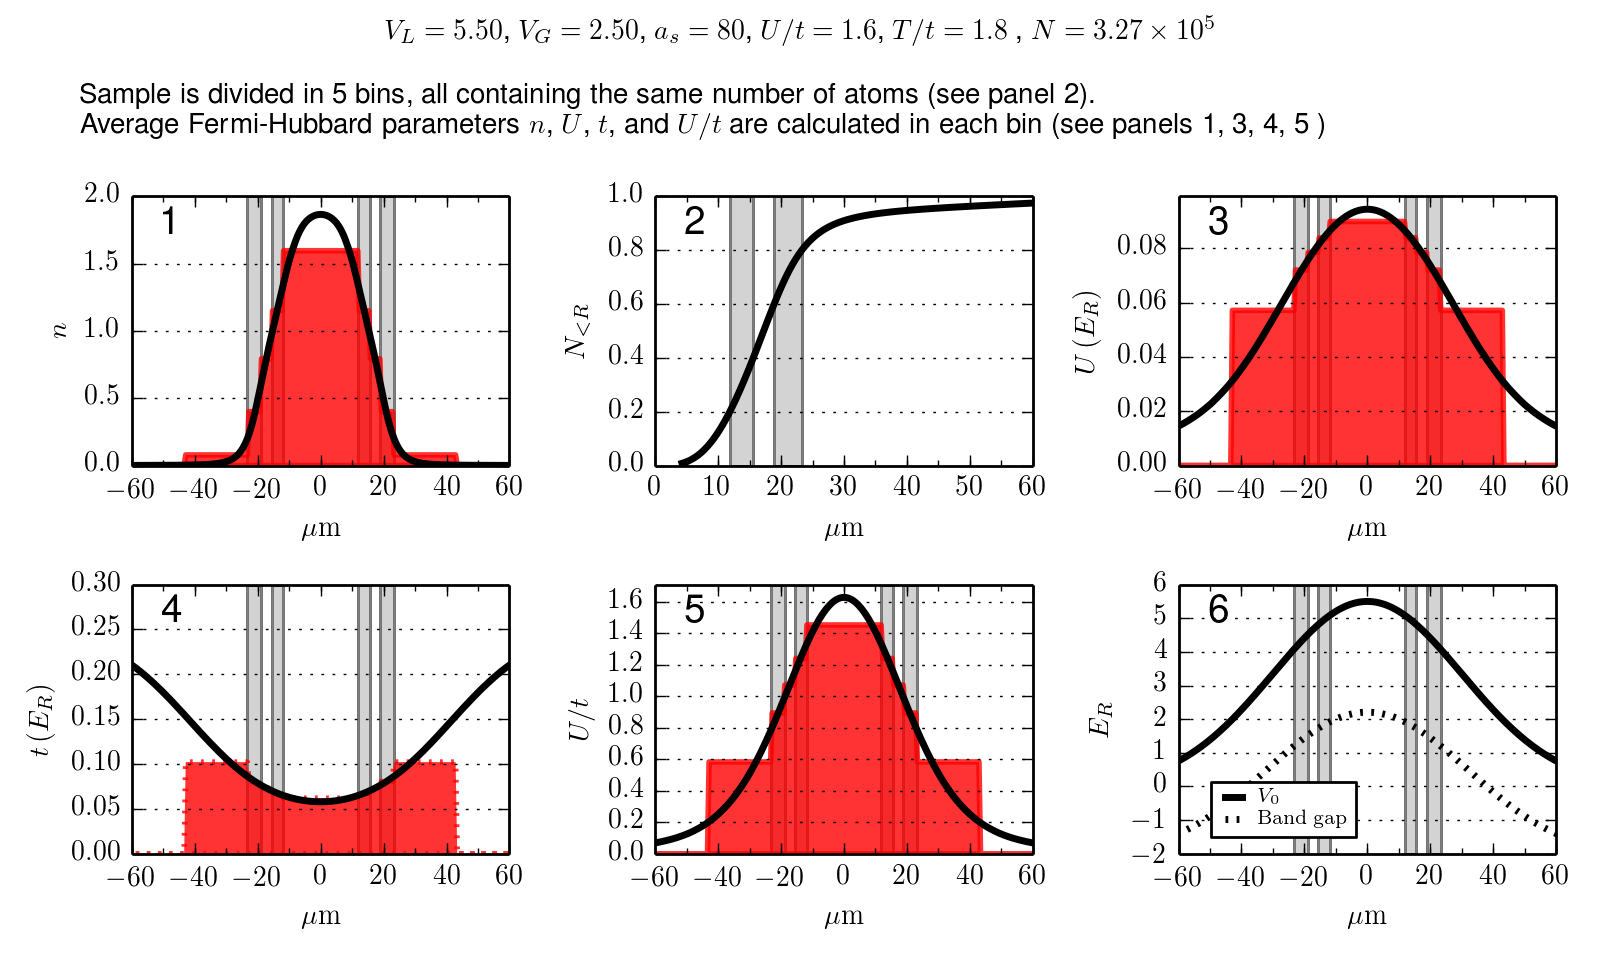 V_L = 5.50, V_G = 2.50, a_s = 80, U/t = 1.6, T/t = 1.8 , N = 3.27 × 10^5
Sample is divided in 5 bins, all containing the same number of atoms (see panel 2).
Average Fermi-Hubbard parameters n, U, t, and U/t are calculated in each bin (see panels 1, 3, 4, 5 )
1
n
2.0
1.5
1.0
0.5
0.0
−60 −40 −20 0 20 40 60
µm
2
N_{<R}
1.0
0.8
0.6
0.4
0.2
0.0
0 10 20 30 40 50 60
µm
3
U (E_R)
0.08
0.06
0.04
0.02
0.00
−60 −40 −20 0 20 40 60
µm
4
t (E_R)
0.30
0.25
0.20
0.15
0.10
0.05
0.00
−60 −40 −20 0 20 40 60
µm
5
U/t
1.6
1.4
1.2
1.0
0.8
0.6
0.4
0.2
0.0
−60 −40 −20 0 20 40 60
µm
6
E_R
6
5
4
3
2
1
0
−1
−2
V_0
Band gap
−60 −40 −20 0 20 40 60
µm